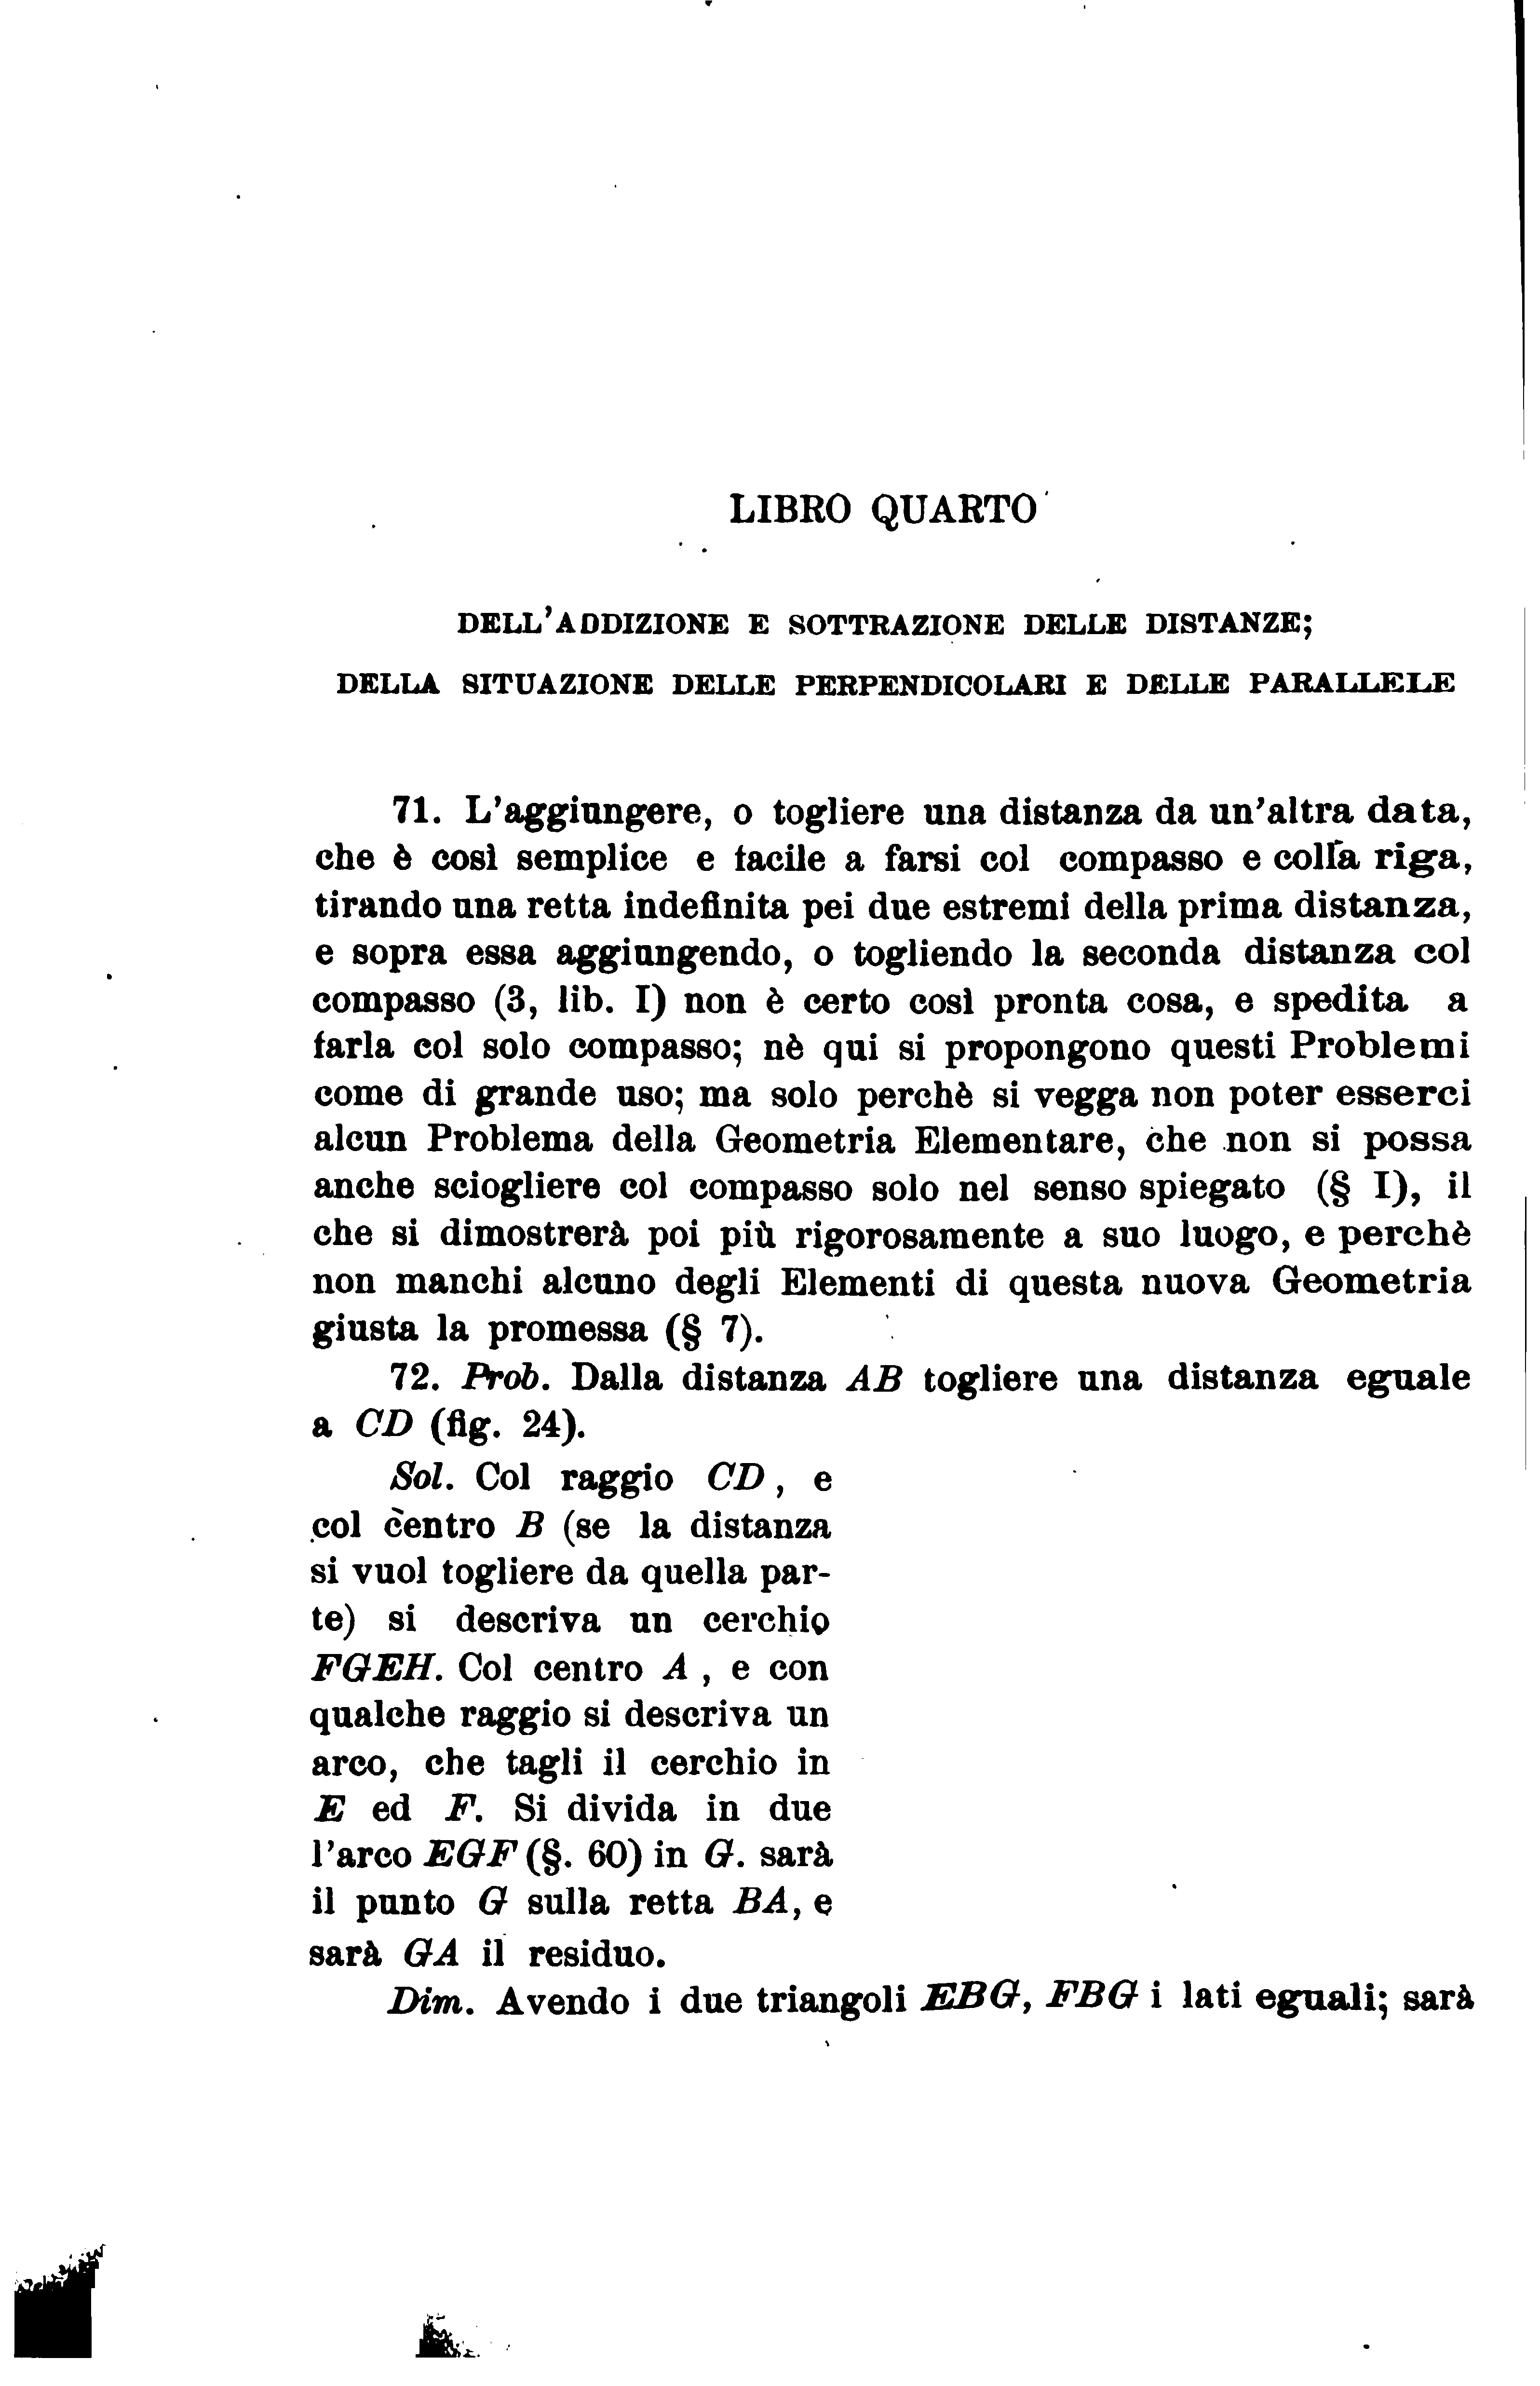 LIBRO QUARTO
DELL'ADDIZIONE E SOTTRAZIONE DELLE DISTANZE;
DELLA SITUAZIONE DELLE PERPENDICOLARI E DELLE PARALLELE
71. L'aggiungere, o togliere una distanza da un'altra data,
che è così semplice e facile a farsi col compasso e colla riga,
tirando una retta indefinita pei due estremi della prima distanza,
e sopra essa aggiungendo, o togliendo la seconda distanza col
compasso (3, lib. I) non è certo così pronta cosa, e spedita a
farla col solo compasso; nè qui si propongono questi Problemi
come di grande uso; ma solo perchè si vegga non poter esserci
alcun Problema della Geometria Elementare, che non si possa
anche sciogliere col compasso solo nel senso spiegato (§ I), il
che si dimostrerà poi più rigorosamente a suo luogo, e perchè
non manchi alcuno degli Elementi di questa nuova Geometria
giusta la promessa (§ 7).
72. Prob. Dalla distanza AB togliere una distanza eguale
a CD (fig. 24).
Sol. Col raggio CD, e
col centro B (se la distanza
si vuol togliere da quella par-
te) si descriva un cerchio
FGEH. Col centro A, e con
qualche raggio si descriva un
arco, che tagli il cerchio in
E ed F. Si divida in due
l'arco EGF (§. 60) in G. sarà
il punto G sulla retta BA, e
sarà GA il residuo.
Dim. Avendo i due triangoli EBG, FBG i lati eguali; sarà